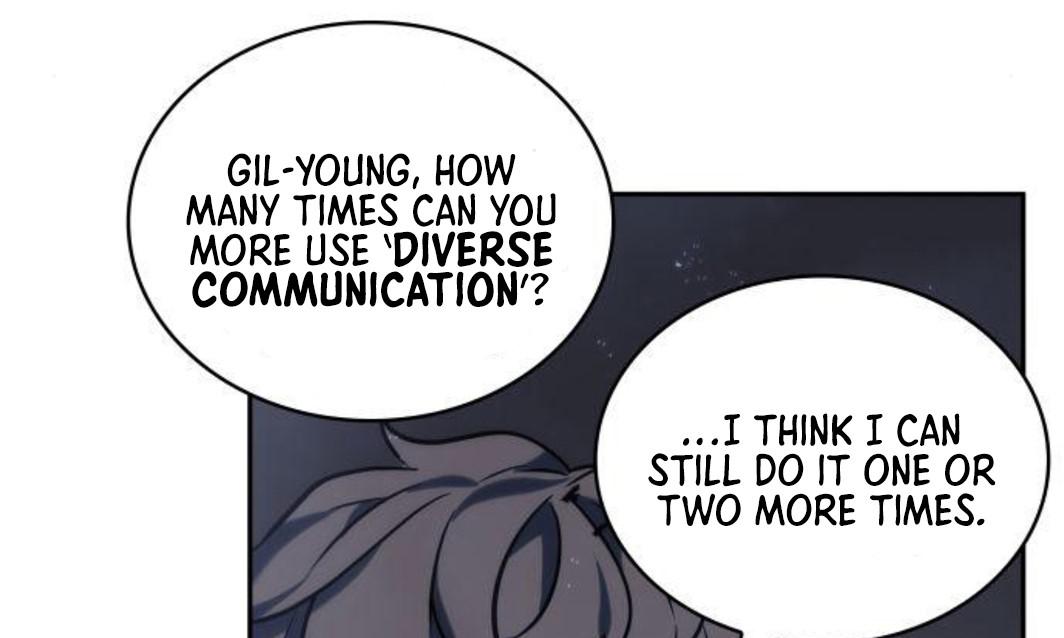 GIL-YOUNG, HOW
MANY TIMES CAN YOU
MORE USE 'DIVERSE
COMMUNICATION'?
...I THINK I CAN
STILL DO IT ONE OR
TWO MORE TIMES.